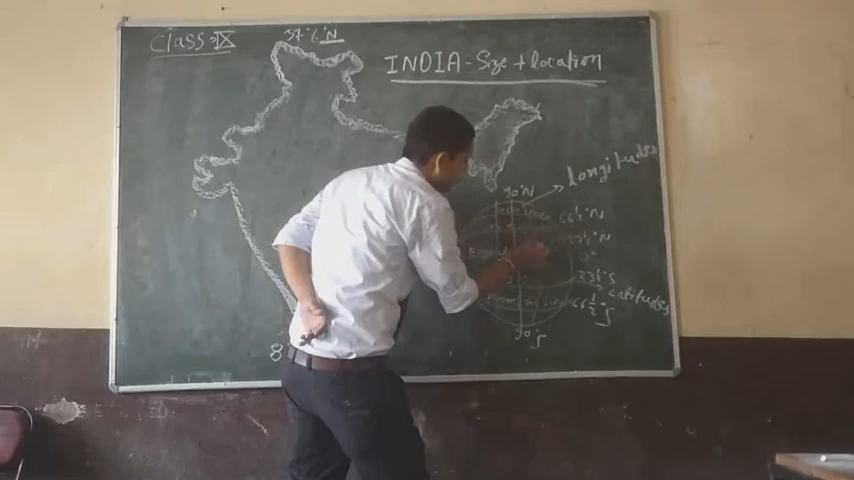 Class: IX
37°6'N
INDIA - Size + location
longitudes
90°N
66½°N
23½°N
0°
23½°S
Latitudes
66½°S
90°S
8